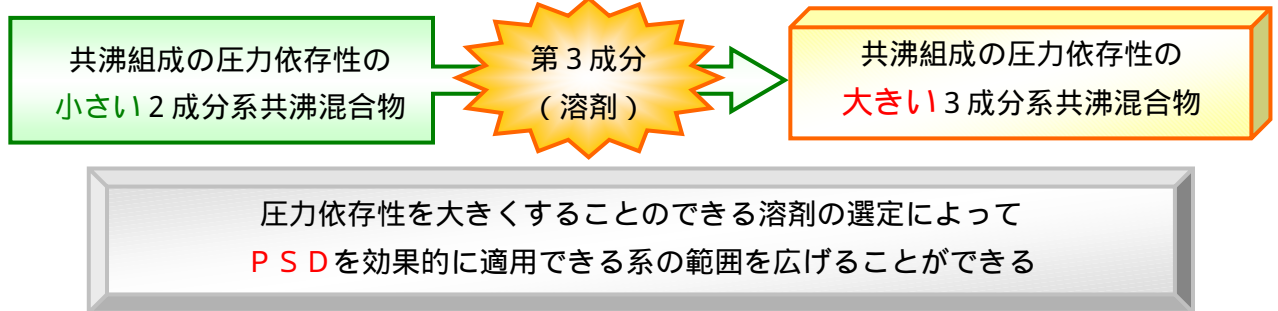 共沸組成の圧力依存性の
小さい２成分系共沸混合物
第３成分
（溶剤）
共沸組成の圧力依存性の
大きい３成分系共沸混合物
圧力依存性を大きくすることのできる溶剤の選定によって
ＰＳＤを効果的に適用できる系の範囲を広げることができる